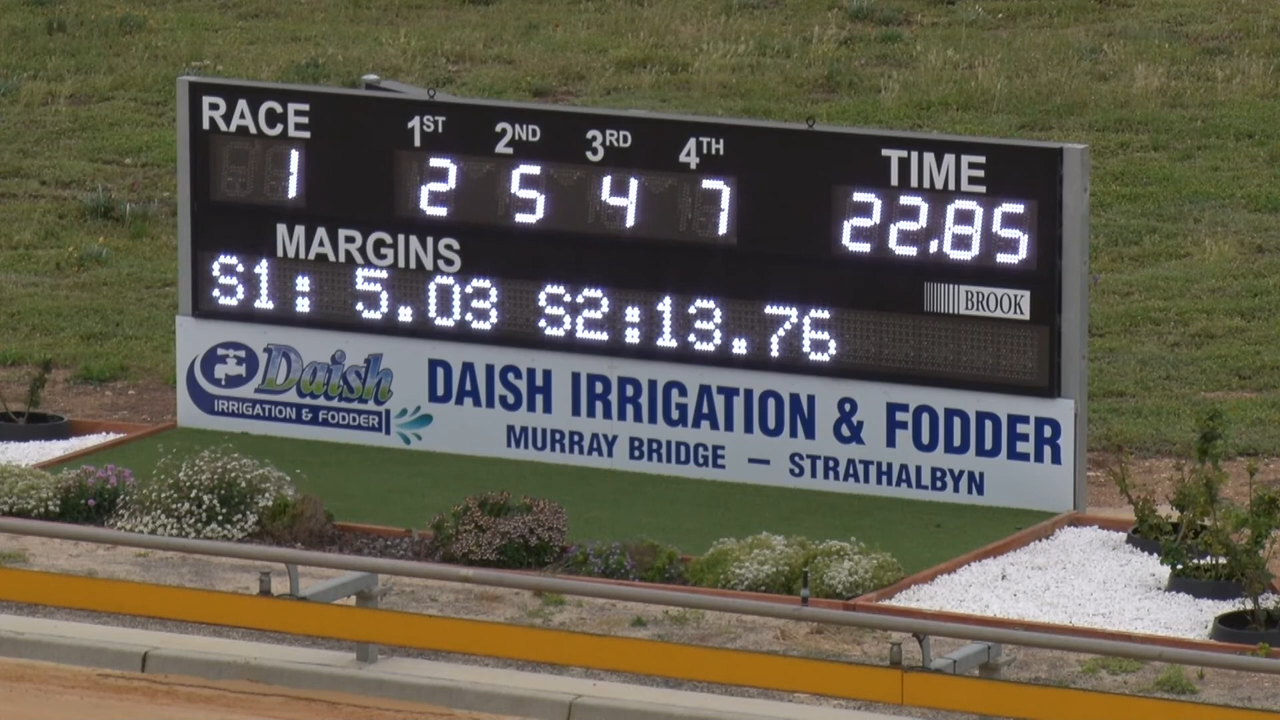 RACE 1ST 2ND 3RD 4TH TIME
1 2 5 4 7 22.85
MARGINS
S1: 5.03 S2:13.76
BROOK
Daish
IRRIGATION & FODDER
DAISH IRRIGATION & FODDER
MURRAY BRIDGE – STRATHALBYN